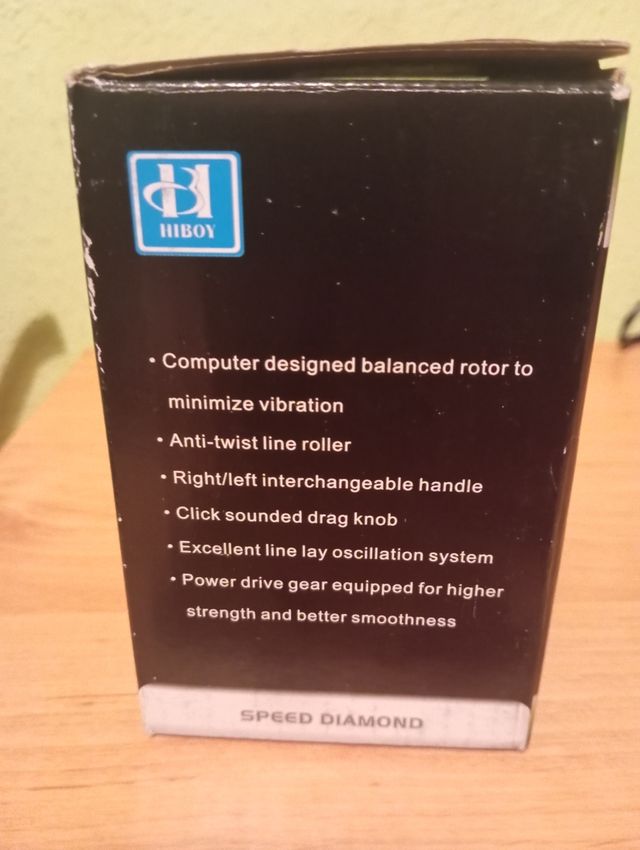 HIBOY
• Computer designed balanced rotor to
minimize vibration
• Anti-twist line roller
• Right/left interchangeable handle
• Click sounded drag knob
• Excellent line lay oscillation system
• Power drive gear equipped for higher
strength and better smoothness
SPEED DIAMOND